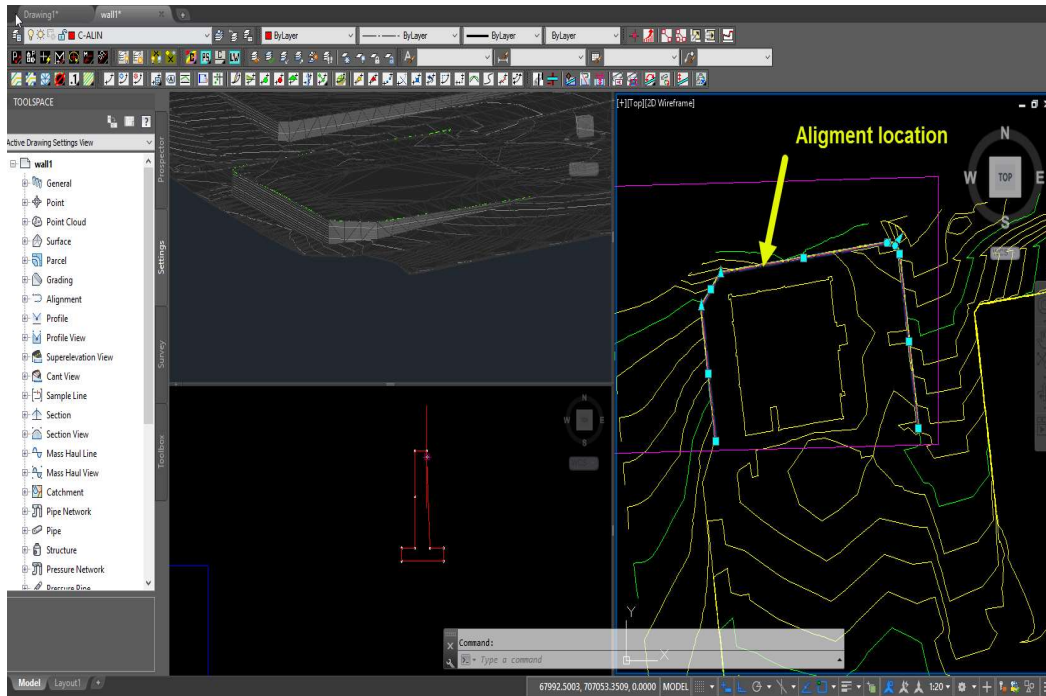 Drawing1*
wall1*
C-ALIN
ByLayer
ByLayer
ByLayer
ByLayer
TOOLSPACE
Active Drawing Settings View
wall1
General
Point
Point Cloud
Surface
Parcel
Grading
Alignment
Profile
Profile View
Superelevation View
Cant View
Sample Line
Section
Section View
Mass Haul Line
Mass Haul View
Catchment
Pipe Network
Pipe
Structure
Pressure Network
Pressure Pipe
Prospector
Settings
Survey
Toolbox
[+][Top][2D Wireframe]
Aligment location
N
W
TOP
E
S
N
W
E
Y
X
Command:
Type a command
Model
Layout1
+
67992.5003, 707053.3509, 0.0000
MODEL
1:20